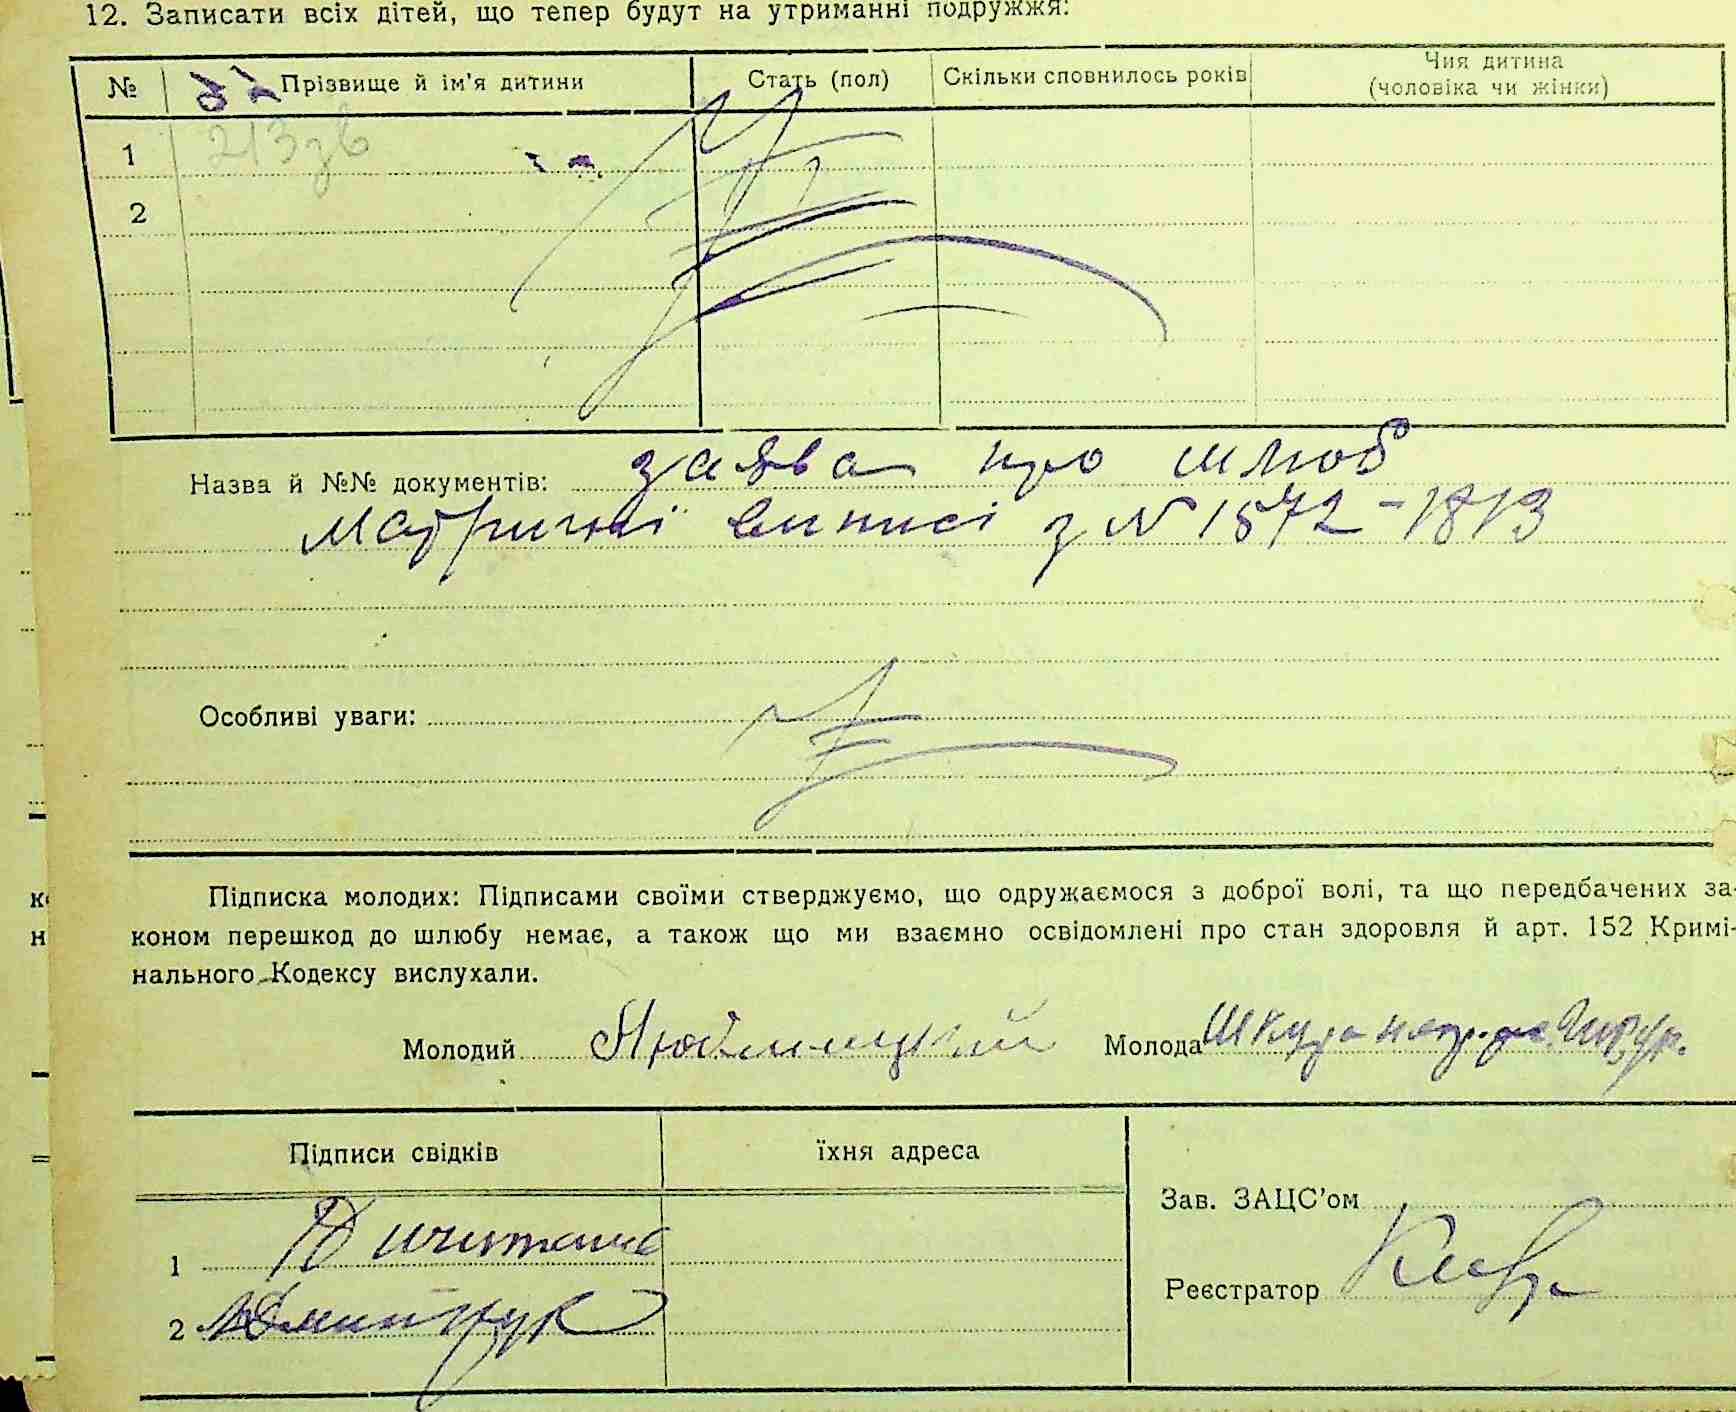 12. Записати всіх дітей, що тепер будут на утриманні подружжя:
№ Прізвище й ім'я дитини Стать (пол) Скільки сповнилось років Чия дитина (чоловіка чи жінки)
1
2
Назва й №№ документів: заява про шлюб
Матричні виписі з № 1572 - 1813
Особливі уваги:
Підписка молодих: Підписами своїми стверджуємо, що одружаємося з доброї волі, та що передбачених за-
коном перешкод до шлюбу немає, а також що ми взаємно освідомлені про стан здоровля й арт. 152 Кримі-
нального Кодексу вислухали.
Молодий Молода
Підписи свідків їхня адреса
Зав. ЗАЦС'ом
1
Реєстратор
2